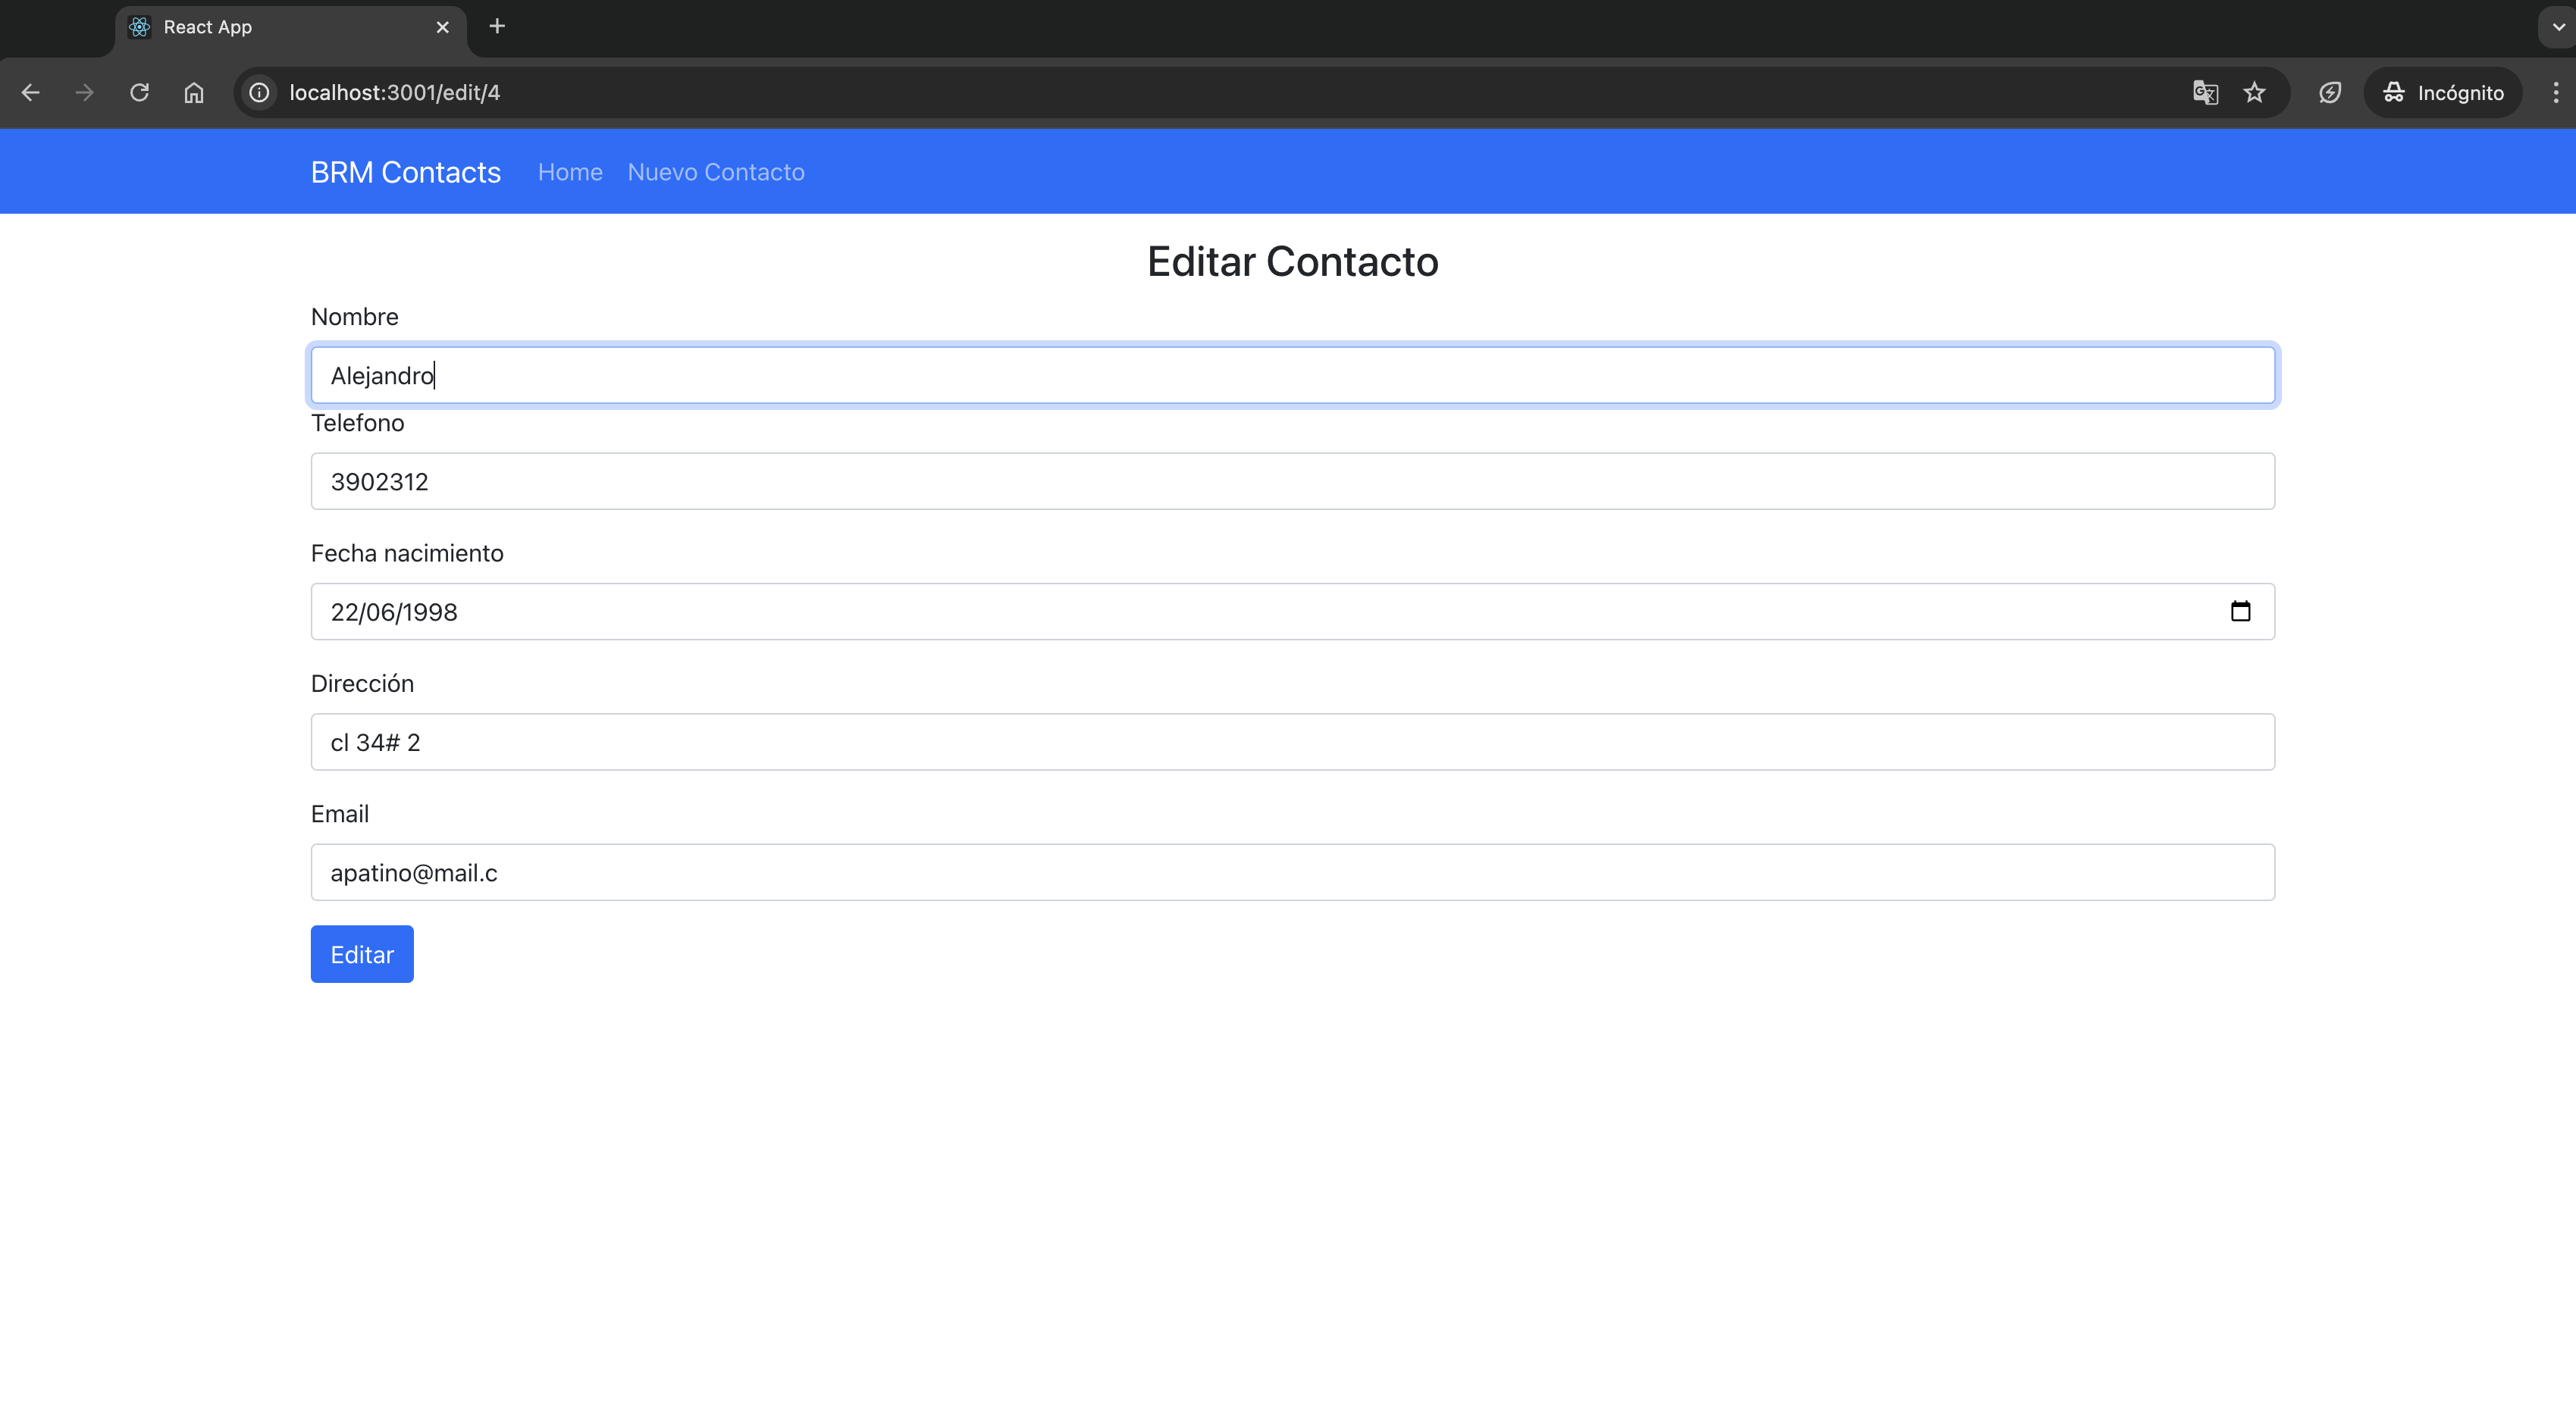 React App
localhost:3001/edit/4
Incógnito
BRM Contacts Home Nuevo Contacto
Editar Contacto
Nombre
Alejandro
Telefono
3902312
Fecha nacimiento
22/06/1998
Dirección
cl 34# 2
Email
apatino@mail.c
Editar